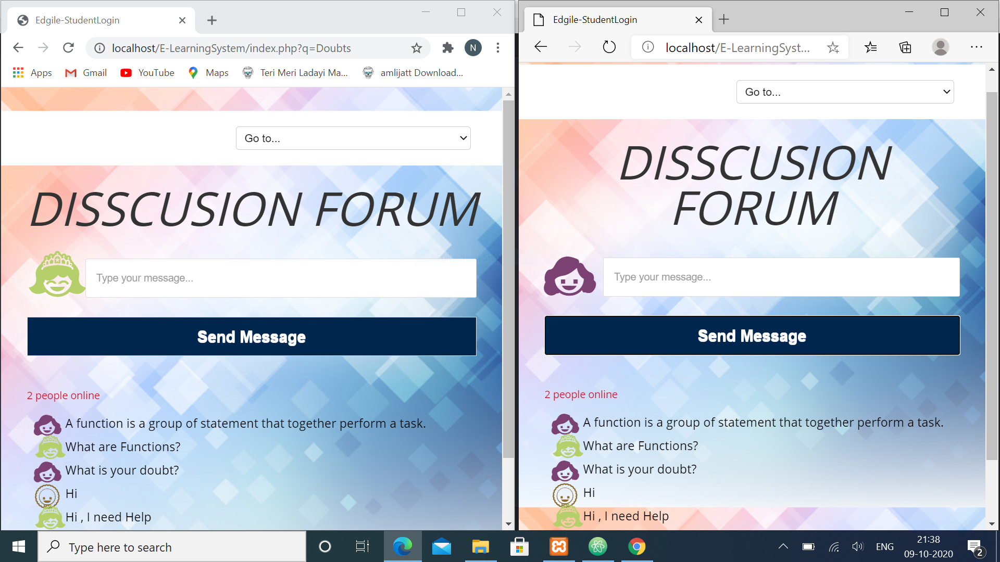 Edgile-StudentLogin
localhost/E-LearningSystem/index.php?q=Doubts
N
Apps
Gmail
YouTube
Maps
Teri Meri Ladayi Ma...
amlijatt Download...
Go to...
DISSCUSION FORUM
Type your message...
Send Message
2 people online
A function is a group of statement that together perform a task.
What are Functions?
What is your doubt?
Hi
Hi , I need Help
Edgile-StudentLogin
localhost/E-LearningSyst...
Go to...
DISSCUSION
FORUM
Type your message...
Send Message
2 people online
A function is a group of statement that together perform a task.
What are Functions?
What is your doubt?
Hi
Hi , I need Help
Type here to search
ENG
21:38
09-10-2020
2